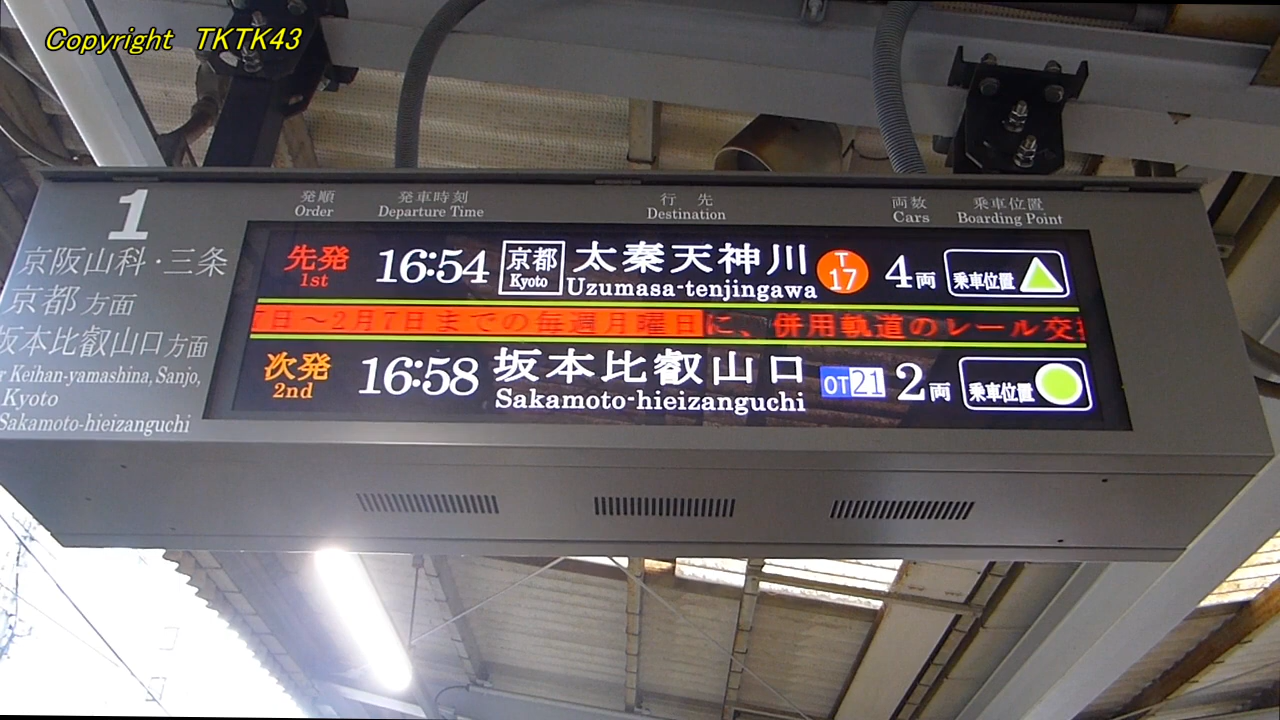 Copyright TKTK43
1
京阪山科・三条
京都方面
坂本比叡山口方面
r Keihan-yamashina, Sanjo,
Kyoto
Sakamoto-hieizanguchi
発順 発車時刻 行先 両数 乗車位置
Order Departure Time Destination Cars Boarding Point
先発 16:54 京都 太秦天神川 T 4両 乗車位置
1st Kyoto Uzumasa-tenjingawa 17
7日～2月7日までの毎週月曜日に、併用軌道のレール交
次発 16:58 坂本比叡山口 OT21 2両 乗車位置
2nd Sakamoto-hieizanguchi